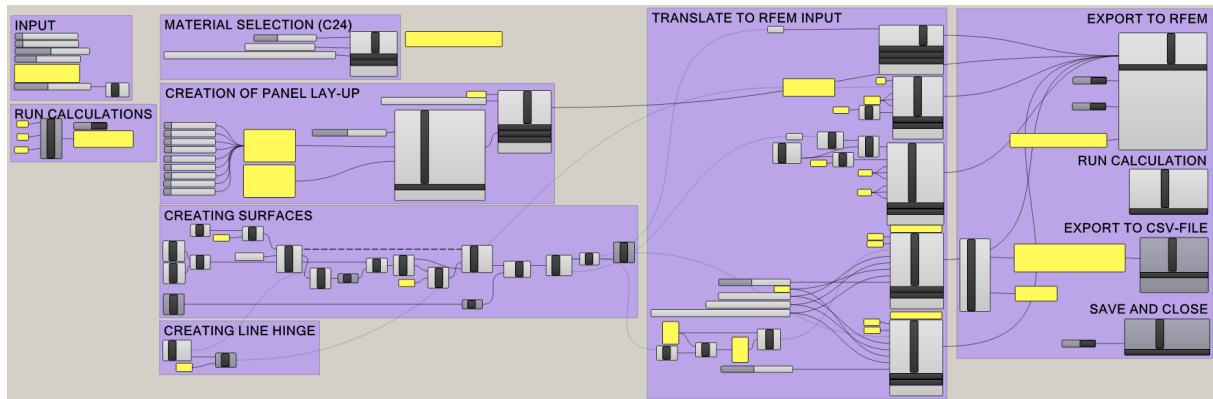 INPUT
RUN CALCULATIONS
MATERIAL SELECTION (C24)
CREATION OF PANEL LAY-UP
CREATING SURFACES
CREATING LINE HINGE
TRANSLATE TO RFEM INPUT
EXPORT TO RFEM
RUN CALCULATION
EXPORT TO CSV-FILE
SAVE AND CLOSE